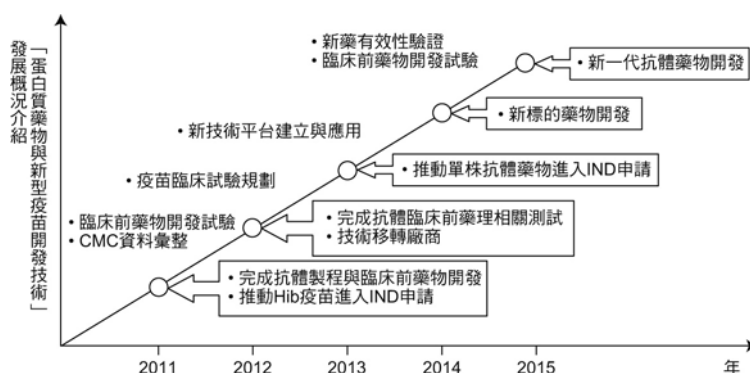 「蛋白質藥物與新型疫苗開發技術」
發展概況介紹
• 新藥有效性驗證
• 臨床前藥物開發試驗
• 新一代抗體藥物開發
• 新標的藥物開發
• 新技術平台建立與應用
• 推動單株抗體藥物進入IND申請
• 疫苗臨床試驗規劃
• 臨床前藥物開發試驗
• CMC資料彙整
• 完成抗體臨床前藥理相關測試
• 技術移轉廠商
• 完成抗體製程與臨床前藥物開發
• 推動Hib疫苗進入IND申請
2011 2012 2013 2014 2015 年